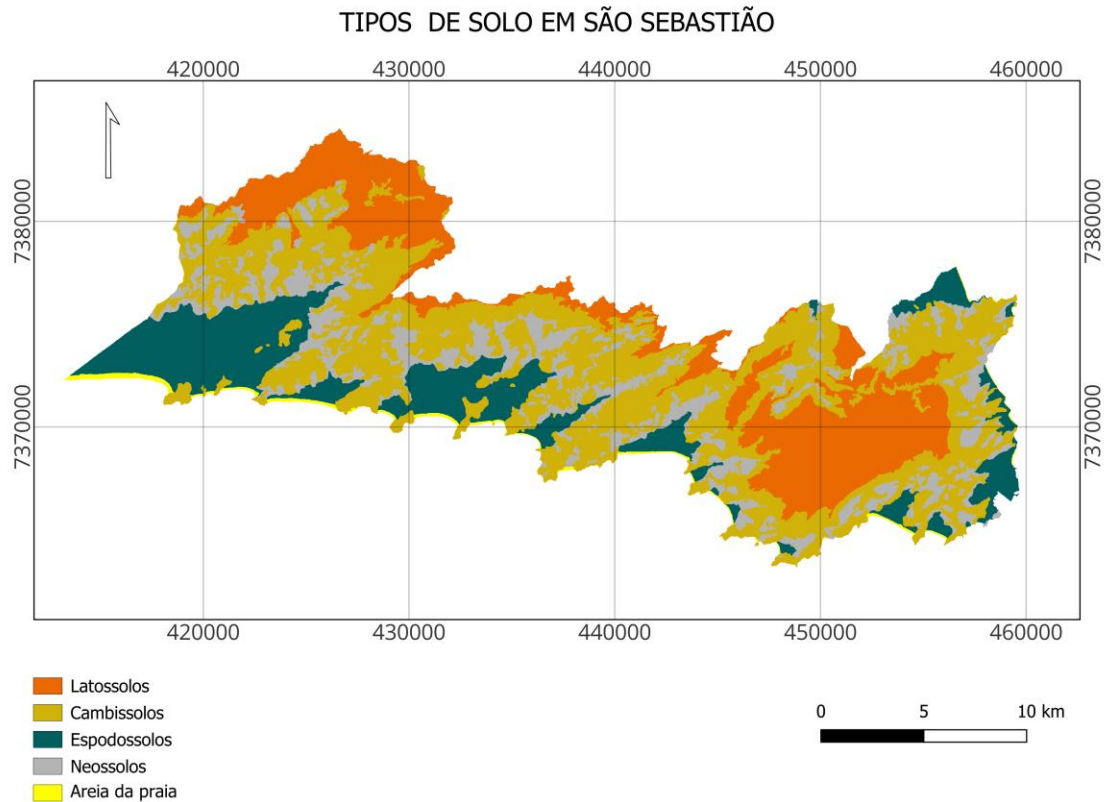 TIPOS DE SOLO EM SÃO SEBASTIÃO
420000 430000 440000 450000 460000
7380000 7380000
7370000 7370000
420000 430000 440000 450000 460000
Latossolos
Cambissolos
Espodossolos
Neossolos
Areia da praia
0 5 10 km